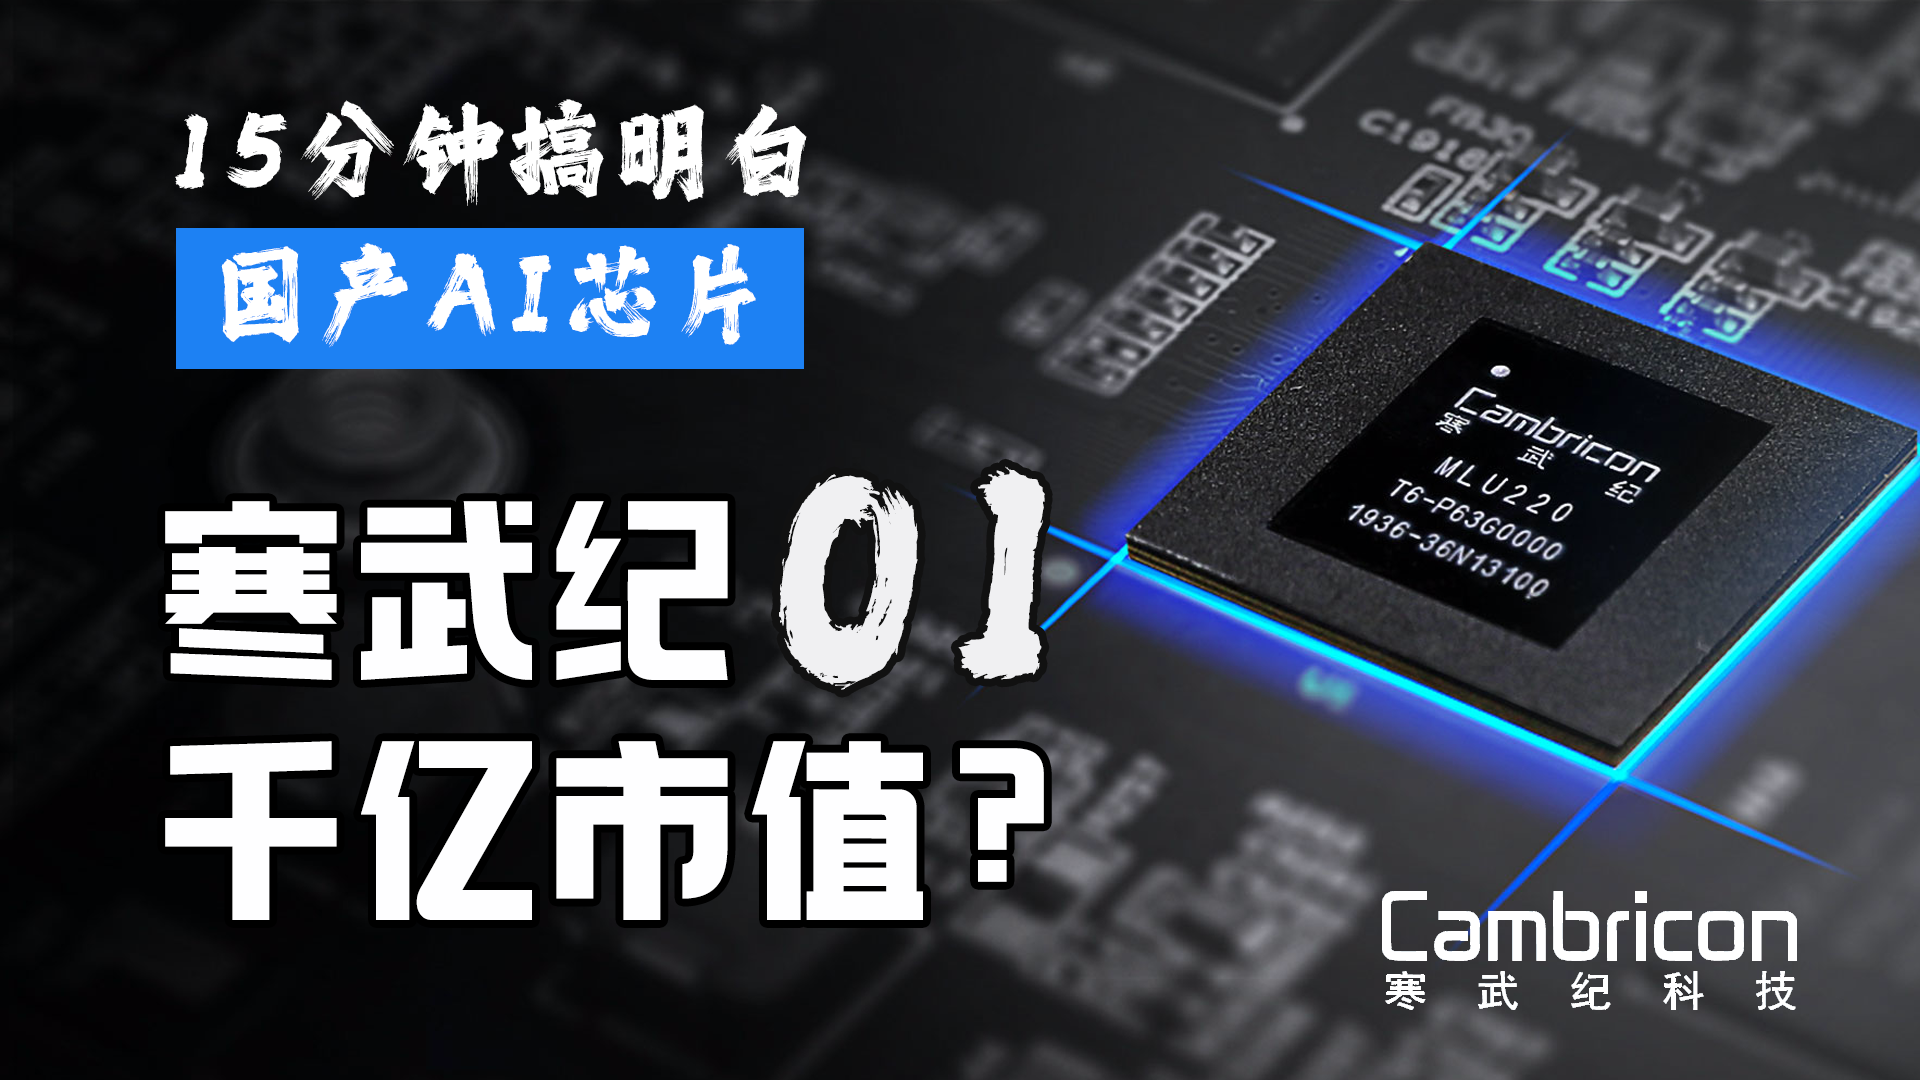 15分钟搞明白
国产AI芯片
寒武纪01
千亿市值?
Cambricon
寒武纪
MLU220
T6-P63G0000
1936-36N13100
C1916
Cambricon
寒武纪科技